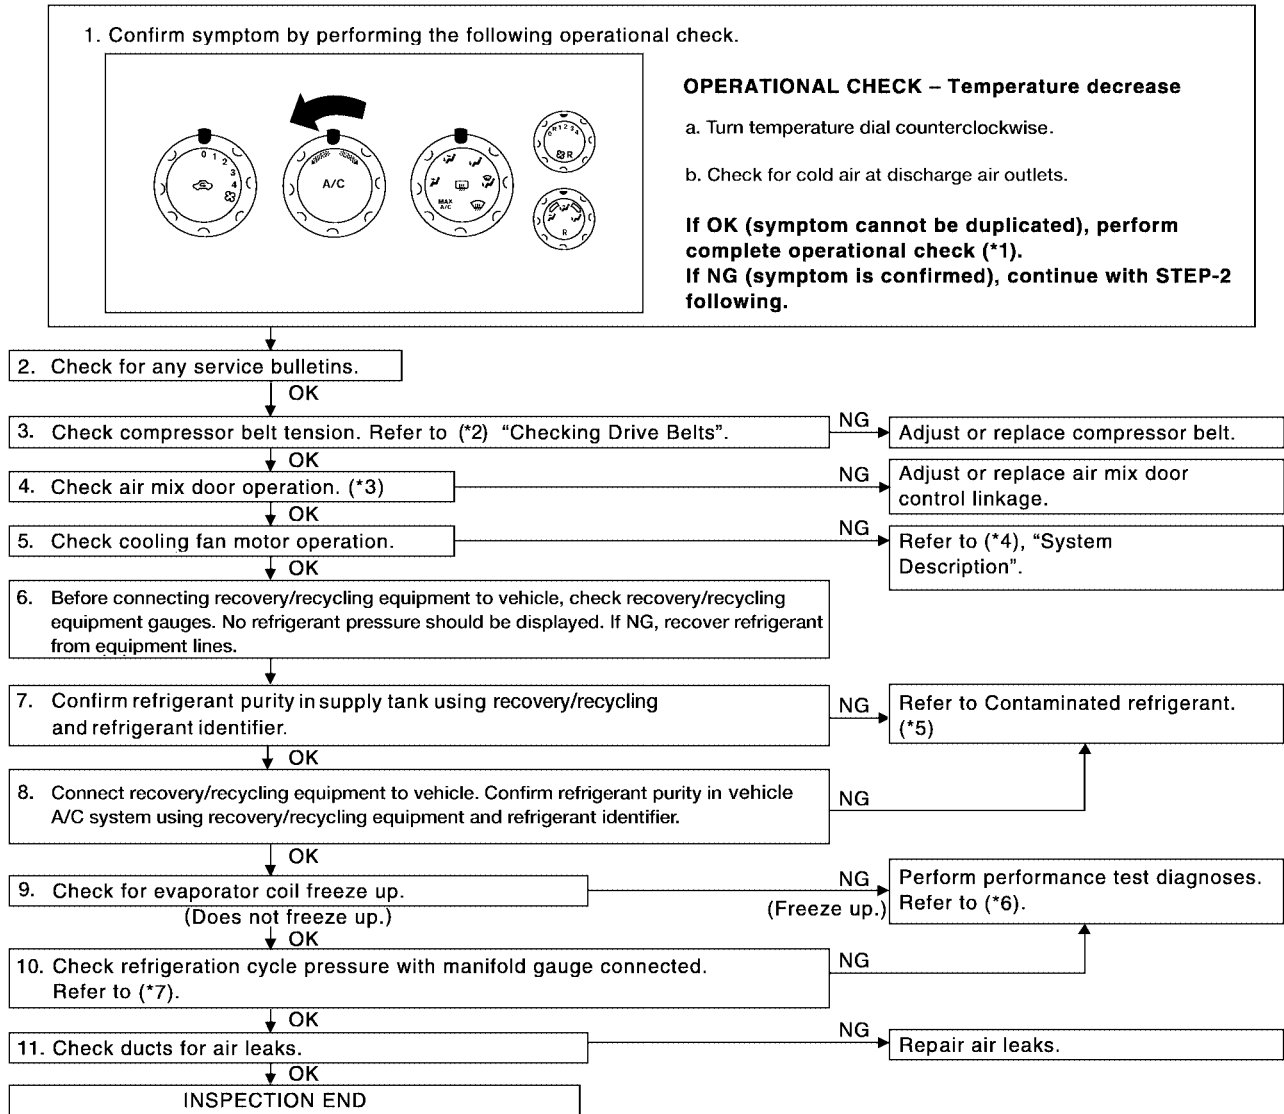 1. Confirm symptom by performing the following operational check.
0 1 2 3 4
A/C
MAX A/C
0 R 1 2 3 A
R
R
OPERATIONAL CHECK – Temperature decrease
a. Turn temperature dial counterclockwise.
b. Check for cold air at discharge air outlets.
If OK (symptom cannot be duplicated), perform
complete operational check (*1).
If NG (symptom is confirmed), continue with STEP-2
following.
2. Check for any service bulletins.
OK
3. Check compressor belt tension. Refer to (*2) “Checking Drive Belts”.
NG
Adjust or replace compressor belt.
OK
4. Check air mix door operation. (*3)
NG
Adjust or replace air mix door
control linkage.
OK
5. Check cooling fan motor operation.
NG
Refer to (*4), “System
Description”.
OK
6. Before connecting recovery/recycling equipment to vehicle, check recovery/recycling
equipment gauges. No refrigerant pressure should be displayed. If NG, recover refrigerant
from equipment lines.
7. Confirm refrigerant purity in supply tank using recovery/recycling
and refrigerant identifier.
NG
Refer to Contaminated refrigerant.
(*5)
OK
8. Connect recovery/recycling equipment to vehicle. Confirm refrigerant purity in vehicle
A/C system using recovery/recycling equipment and refrigerant identifier.
NG
OK
9. Check for evaporator coil freeze up.
NG
(Freeze up.)
Perform performance test diagnoses.
Refer to (*6).
(Does not freeze up.)
OK
10. Check refrigeration cycle pressure with manifold gauge connected.
Refer to (*7).
NG
OK
11. Check ducts for air leaks.
NG
Repair air leaks.
OK
INSPECTION END